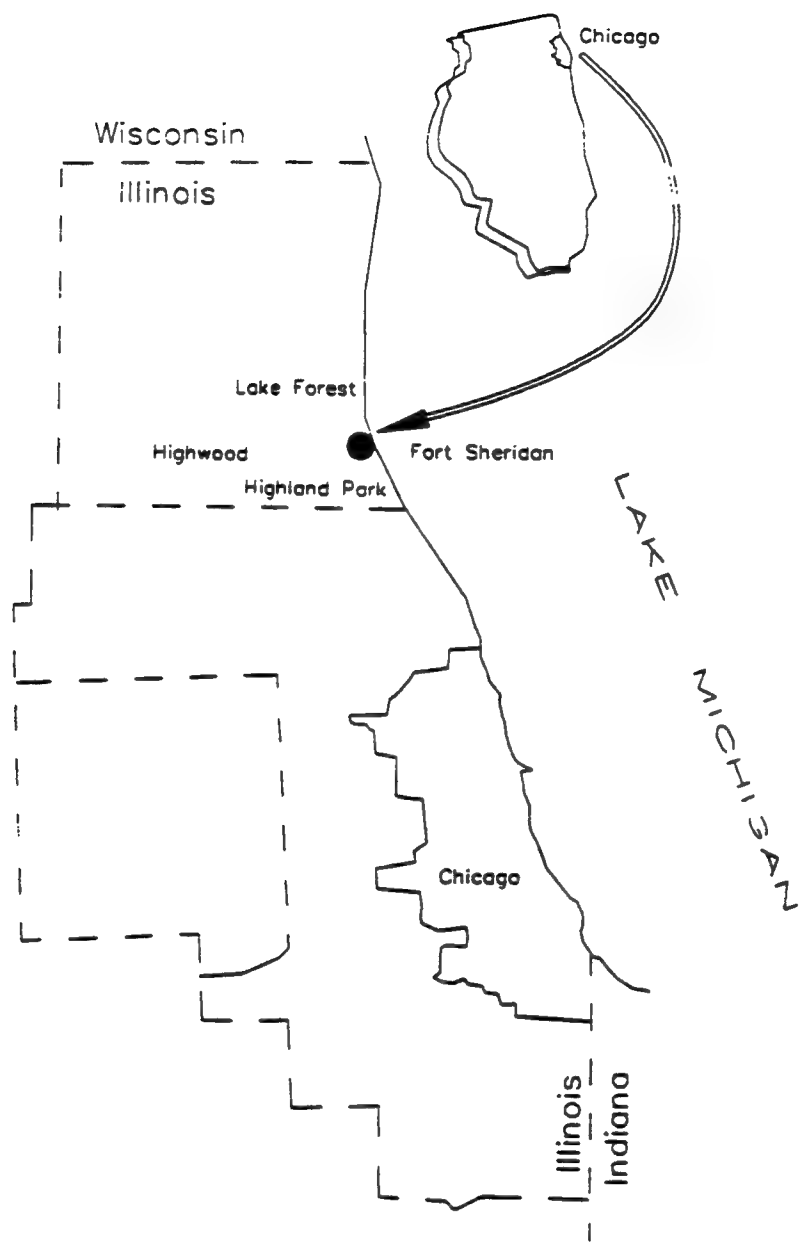 Chicago
Wisconsin
Illinois
Lake Forest
Highwood
Fort Sheridan
Highland Park
LAKE MICHIGAN
Chicago
Illinois
Indiana